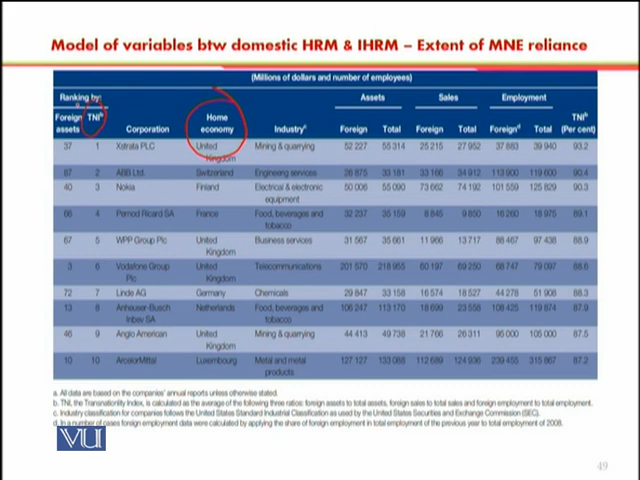 Model of variables btw domestic HRM & IHRM – Extent of MNE reliance
(Millions of dollars and number of employees)
Ranking by: Assets Sales Employment
Foreign assets TNIb Corporation Home economy Industryc Foreign Total Foreign Total Foreignd Total TNIb (Per cent)
37 1 Xstrata PLC United Kingdom Mining & quarrying 52 227 55 314 25 215 27 952 37 883 39 940 93.2
87 2 ABB Ltd. Switzerland Engineerng services 26 875 33 181 33 166 34 912 113 900 119 600 90.4
40 3 Nokia Finland Electrical & electronic equipment 50 006 55 090 73 662 74 192 101 559 125 829 90.3
66 4 Pernod Ricard SA France Food, beverages and tobacco 32 237 35 159 8 845 9 850 16 260 18 975 89.1
67 5 WPP Group Plc United Kingdom Business services 31 567 35 661 11 966 13 717 88 467 97 438 88.9
3 6 Vodafone Group Plc United Kingdom Telecommunications 201 570 218 955 60 197 69 250 68 747 79 097 88.6
72 7 Linde AG Germany Chemicals 29 847 33 158 16 574 18 527 44 278 51 908 88.3
13 8 Anheuser-Busch Inbev SA Netherlands Food, beverages and tobacco 106 247 113 170 18 699 23 558 108 425 119 874 87.9
46 9 Anglo American United Kingdom Mining & quarrying 44 413 49 738 21 766 26 311 95 000 105 000 87.5
10 10 ArcelorMittal Luxembourg Metal and metal products 127 127 133 088 112 689 124 936 239 455 315 867 87.2
a. All data are based on the companies' annual reports unless otherwise stated.
b. TNI, the Transnationlity Index, is calculated as the average of the following three ratios: foreign assets to total assets, foreign sales to total sales and foreign employment to total employment.
c. Industry classification for companies follows the United States Standard Industrial Classification as used by the United States Securities and Exchange Commission (SEC).
d. In a number of cases foreign employment data were calculated by applying the share of foreign employment in total employment of the previous year to total employment of 2008.
VU
49